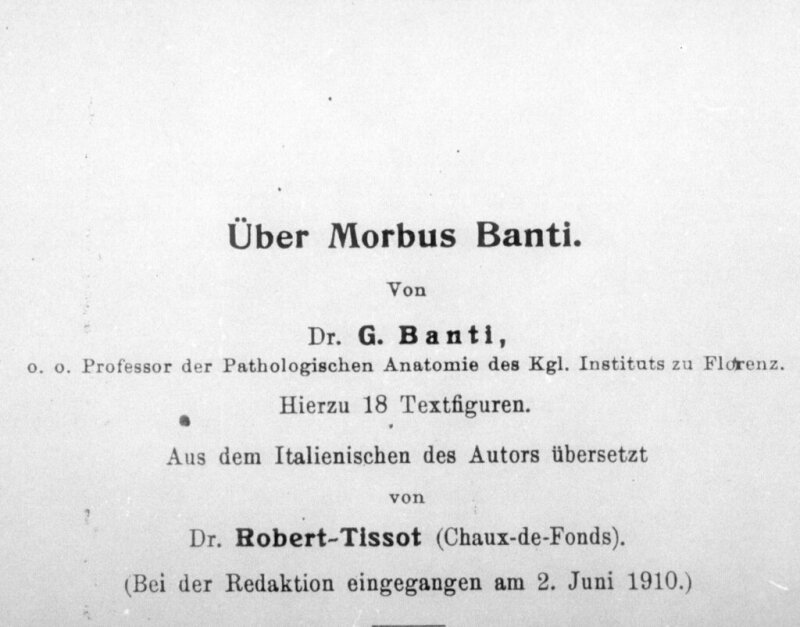 Über Morbus Banti.
Von
Dr. G. Banti,
o. o. Professor der Pathologischen Anatomie des Kgl. Instituts zu Florenz.
Hierzu 18 Textfiguren.
Aus dem Italienischen des Autors übersetzt
von
Dr. Robert-Tissot (Chaux-de-Fonds).
(Bei der Redaktion eingegangen am 2. Juni 1910.)